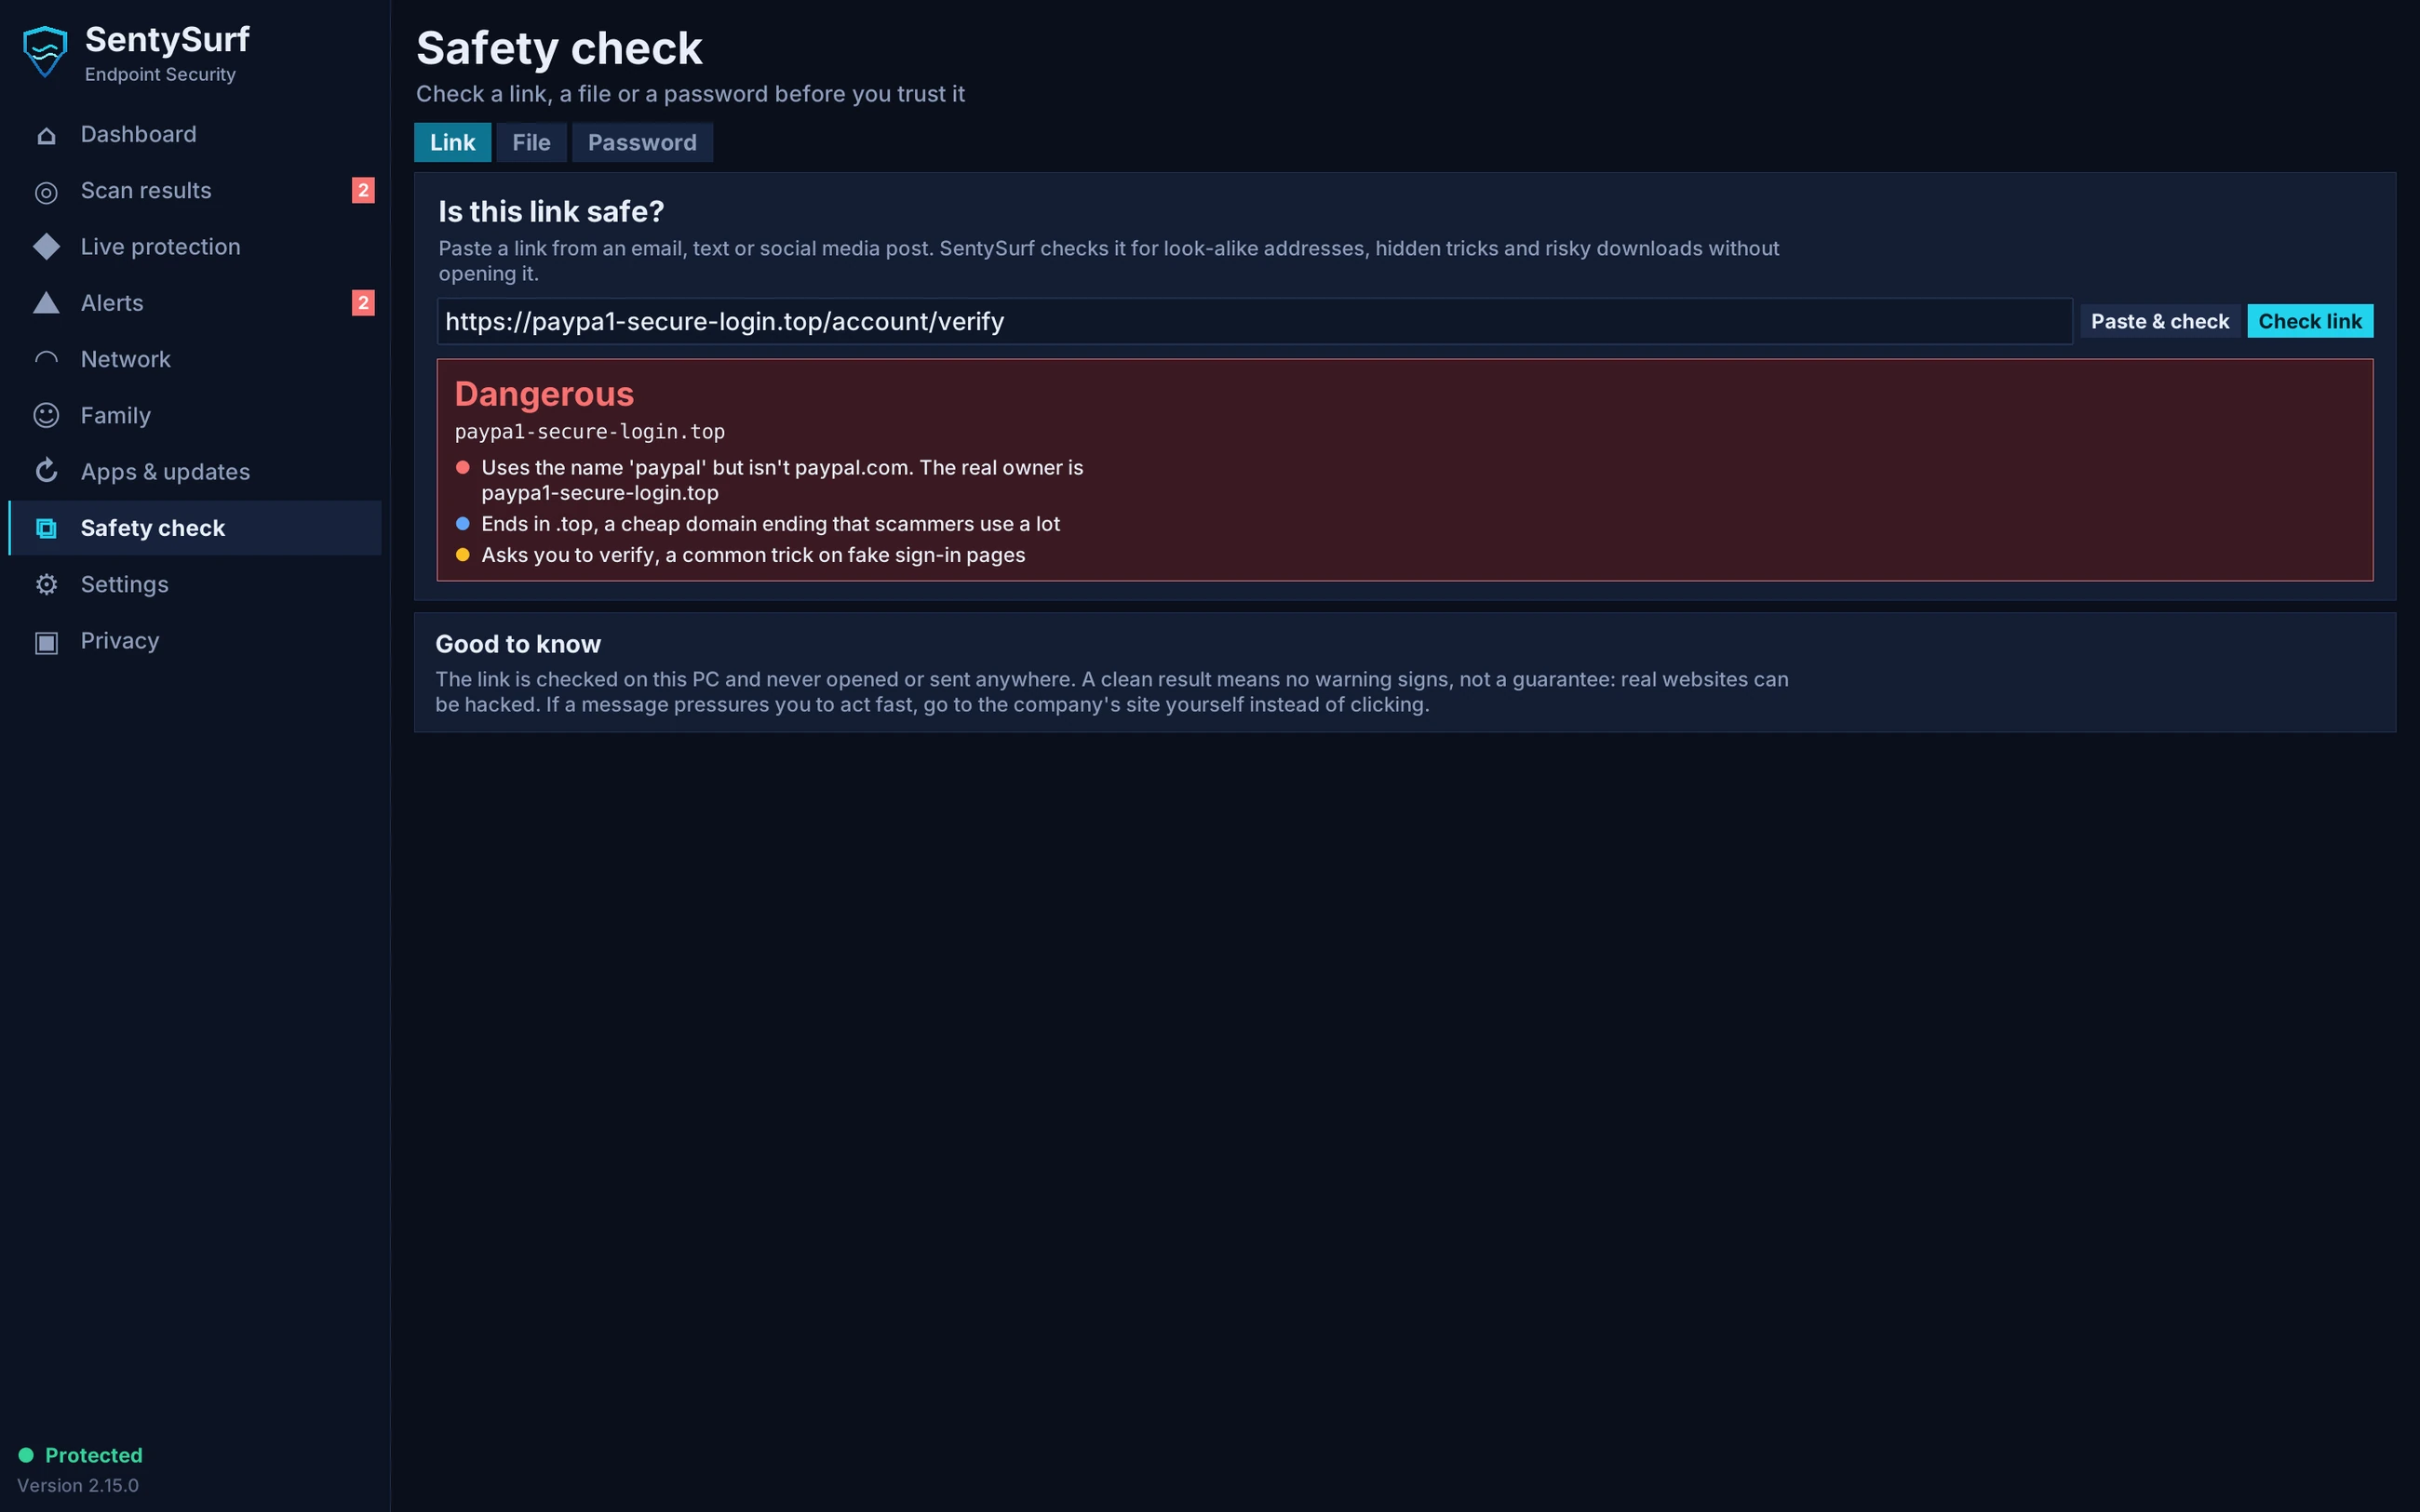 SentySurf
Endpoint Security
Dashboard
Scan results 2
Live protection
Alerts 2
Network
Family
Apps & updates
Safety check
Settings
Privacy
Protected
Version 2.15.0
Safety check
Check a link, a file or a password before you trust it
Link File Password
Is this link safe?
Paste a link from an email, text or social media post. SentySurf checks it for look-alike addresses, hidden tricks and risky downloads without
opening it.
https://paypa1-secure-login.top/account/verify Paste & check Check link
Dangerous
paypa1-secure-login.top
Uses the name 'paypal' but isn't paypal.com. The real owner is
paypa1-secure-login.top
Ends in .top, a cheap domain ending that scammers use a lot
Asks you to verify, a common trick on fake sign-in pages
Good to know
The link is checked on this PC and never opened or sent anywhere. A clean result means no warning signs, not a guarantee: real websites can
be hacked. If a message pressures you to act fast, go to the company's site yourself instead of clicking.